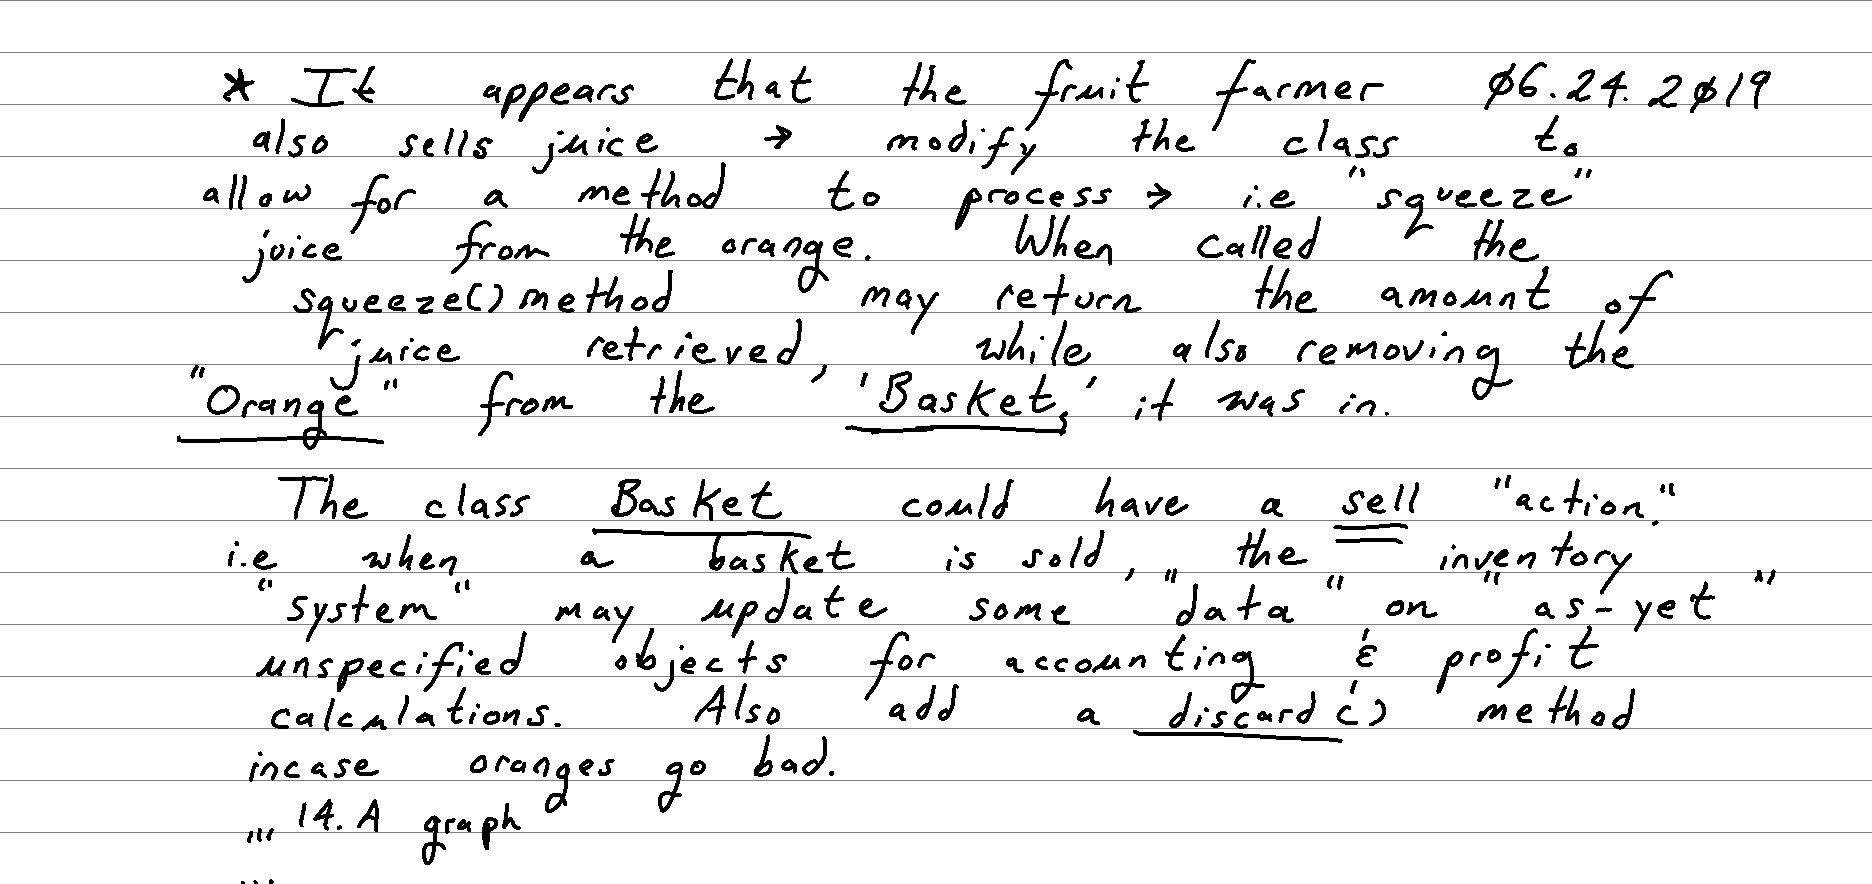 * It appears that the fruit farmer Ø6.24.2Ø19
also sells juice → modify the class to
allow for a method to process → i.e "squeeze"
juice from the orange. When called the
squeeze() method may return the amount of
juice retrieved, while also removing the
"Orange" from the 'Basket,' it was in.
The class Basket could have a sell "action."
i.e when a basket is sold, the inventory
"system" may update some "data" on "as-yet"
unspecified objects for accounting & profit
calculations. Also add a discard() method
incase oranges go bad.
... 14. A graph
...